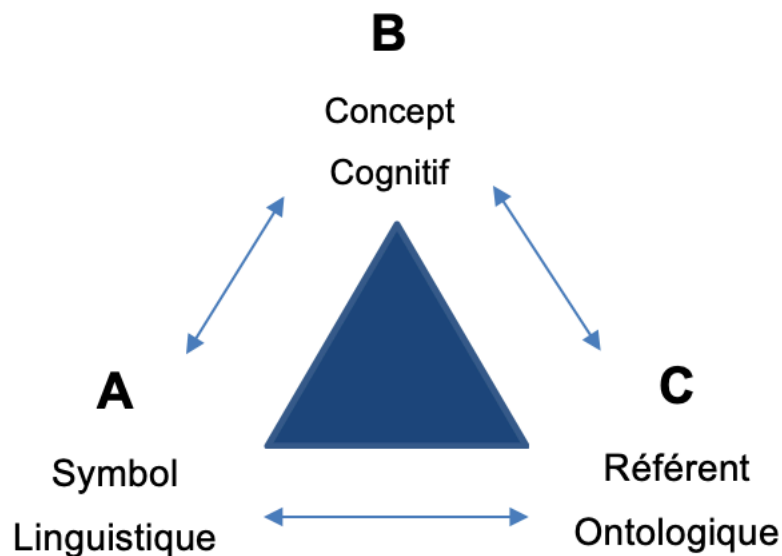 B
Concept
Cognitif
A
Symbol
Linguistique
C
Référent
Ontologique